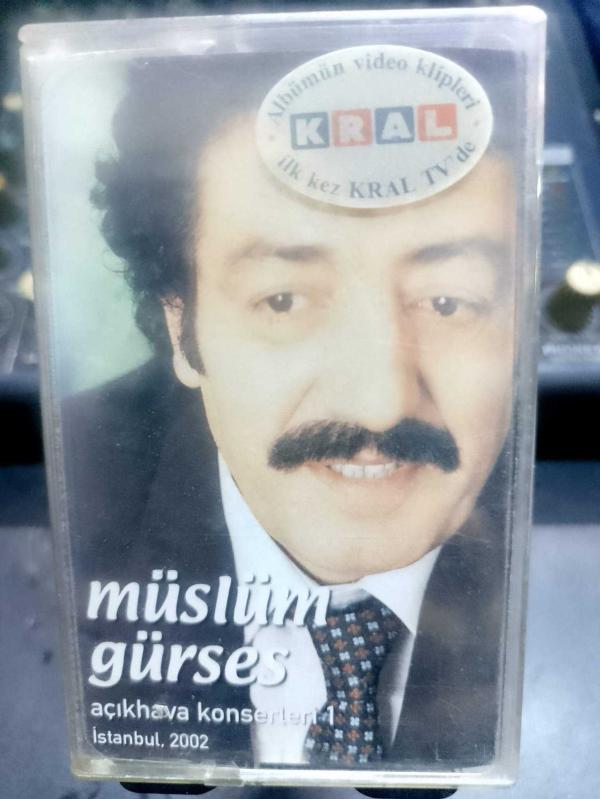 Albümün video klipleri
KRAL
ilk kez KRAL TV'de
müslüm
gürses
açıkhava konserleri 1
İstanbul, 2002